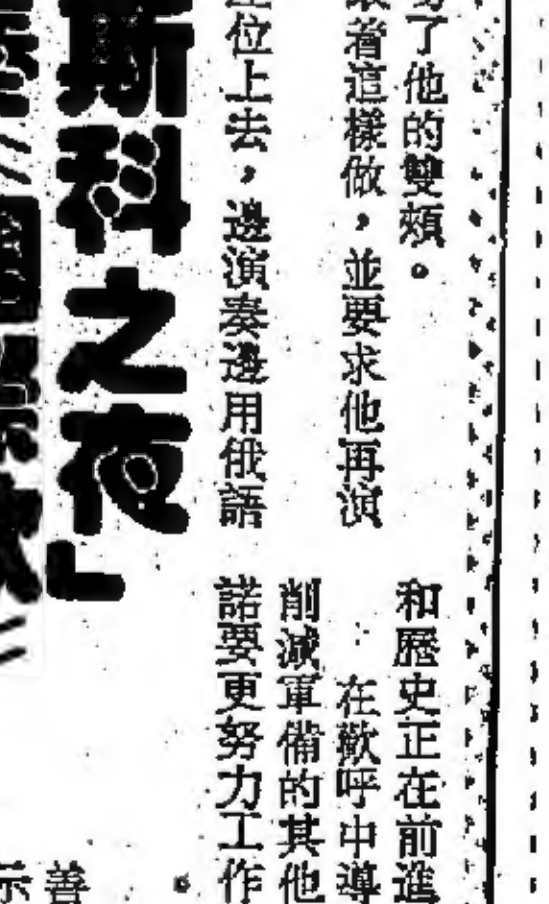 了他的雙頰。
着這樣做，並要求他再演
位上去，邊演奏邊用俄語
斯科之夜」
和歷史正在前進
在歡呼中導
削減軍備的其他
諾要更努力工作
善
示